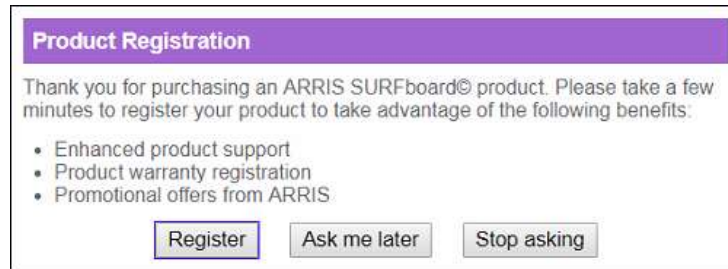 Product Registration
Thank you for purchasing an ARRIS SURFboard© product. Please take a few
minutes to register your product to take advantage of the following benefits:
• Enhanced product support
• Product warranty registration
• Promotional offers from ARRIS
Register Ask me later Stop asking